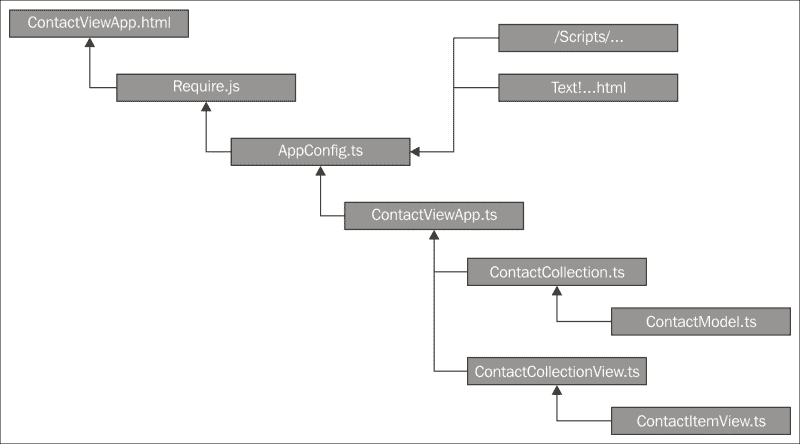 ContactViewApp.html
/Scripts/...
Require.js
Text!...html
AppConfig.ts
ContactViewApp.ts
ContactCollection.ts
ContactModel.ts
ContactCollectionView.ts
ContactItemView.ts